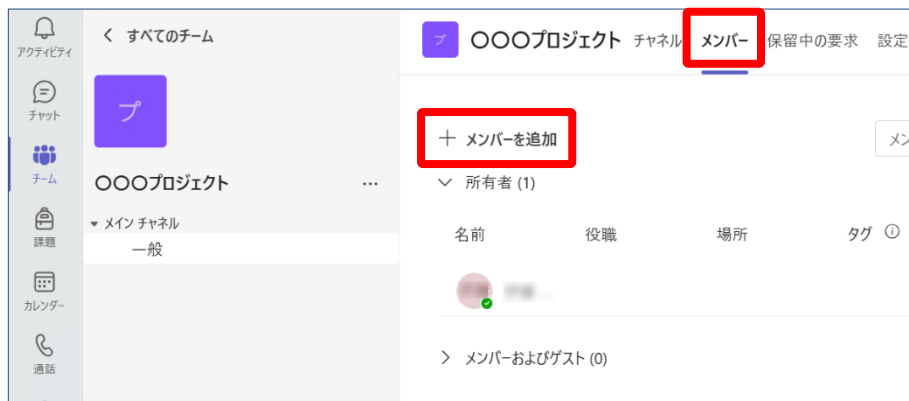 アクティビティ
チャット
チーム
課題
カレンダー
通話
すべてのチーム
プ
〇〇〇プロジェクト
...
メイン チャネル
一般
プ 〇〇〇プロジェクト チャネル メンバー 保留中の要求 設定
メンバーを追加
所有者 (1)
名前 役職 場所 タグ
メンバーおよびゲスト (0)